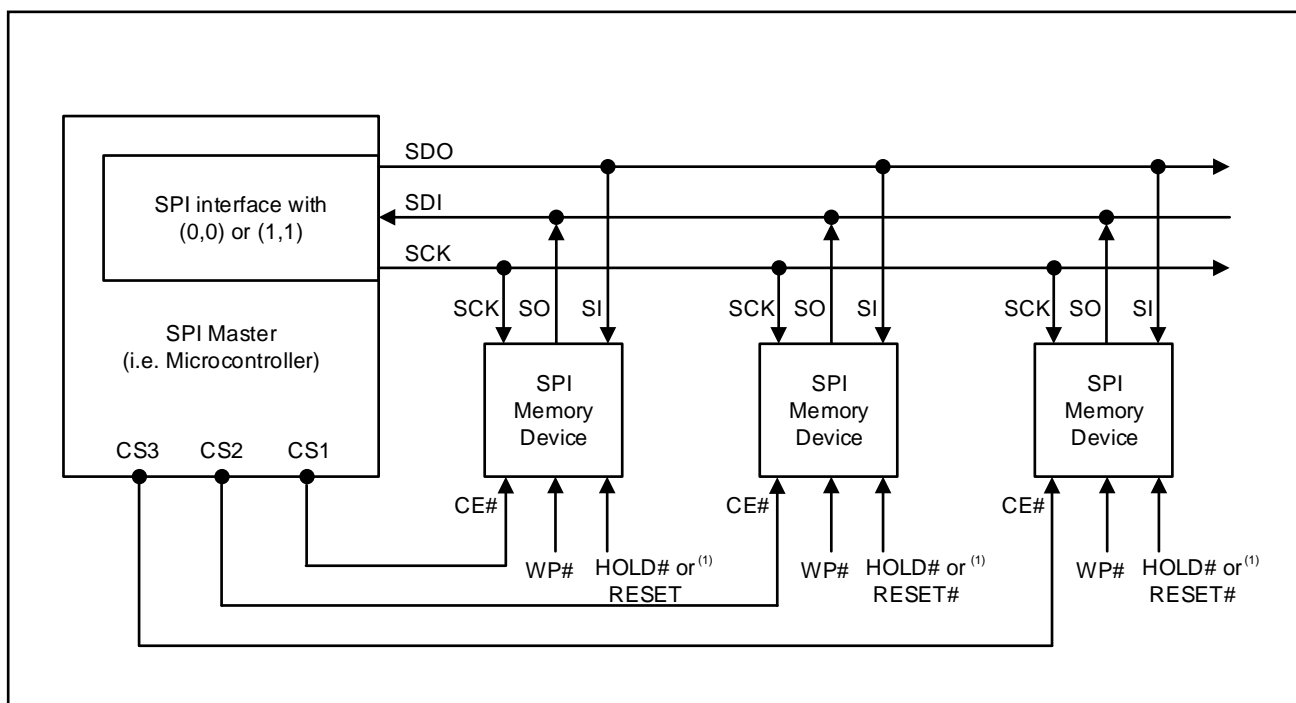 SDO
SPI interface with
(0,0) or (1,1)
SDI
SCK
SPI Master
(i.e. Microcontroller)
CS3
CS2
CS1
SCK
SO
SI
SPI
Memory
Device
CE#
WP#
HOLD# or (1)
RESET
SCK
SO
SI
SPI
Memory
Device
CE#
WP#
HOLD# or (1)
RESET#
SCK
SO
SI
SPI
Memory
Device
CE#
WP#
HOLD# or (1)
RESET#